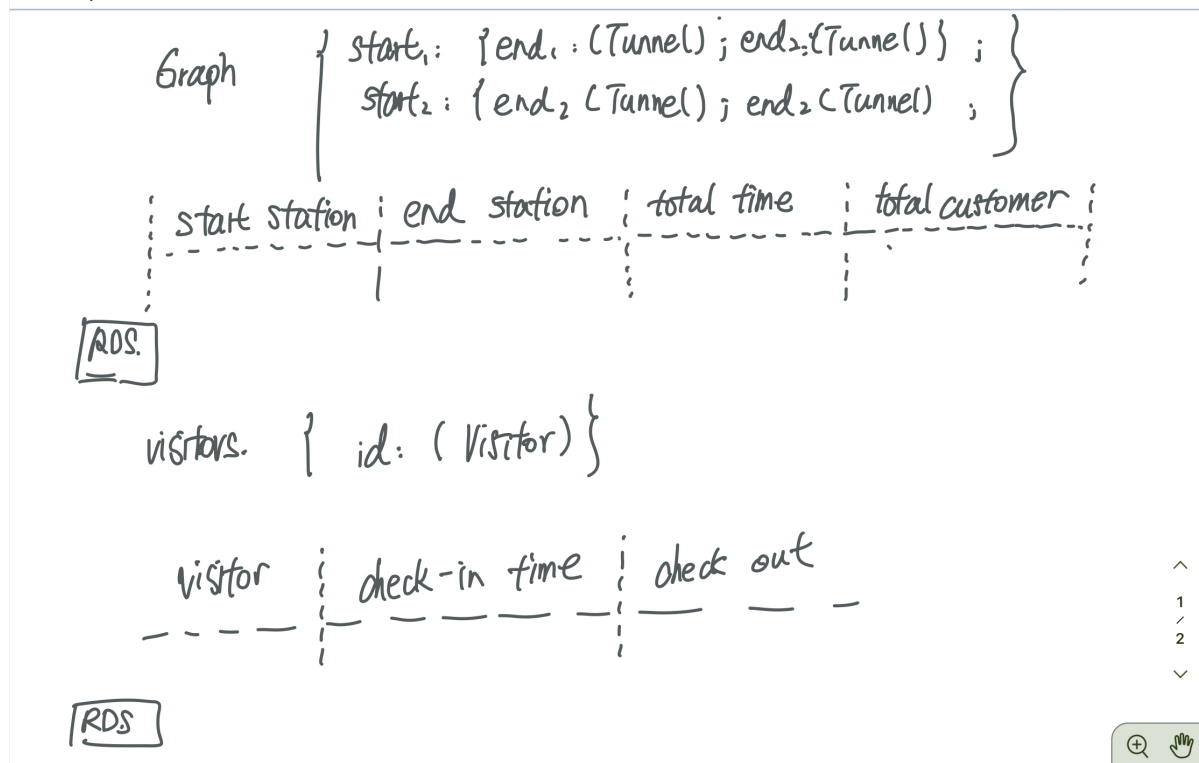 Graph { start₁: {end₁: (Tunnel) ; end₂:{Tunnel)} ; }
start₂: {end₂ (Tunnel) ; end₂ (Tunnel) ;
start station end station total time total customer
RDS.
visitors. { id: (Visitor) }
visitor check-in time check out
RDS
1
/
2